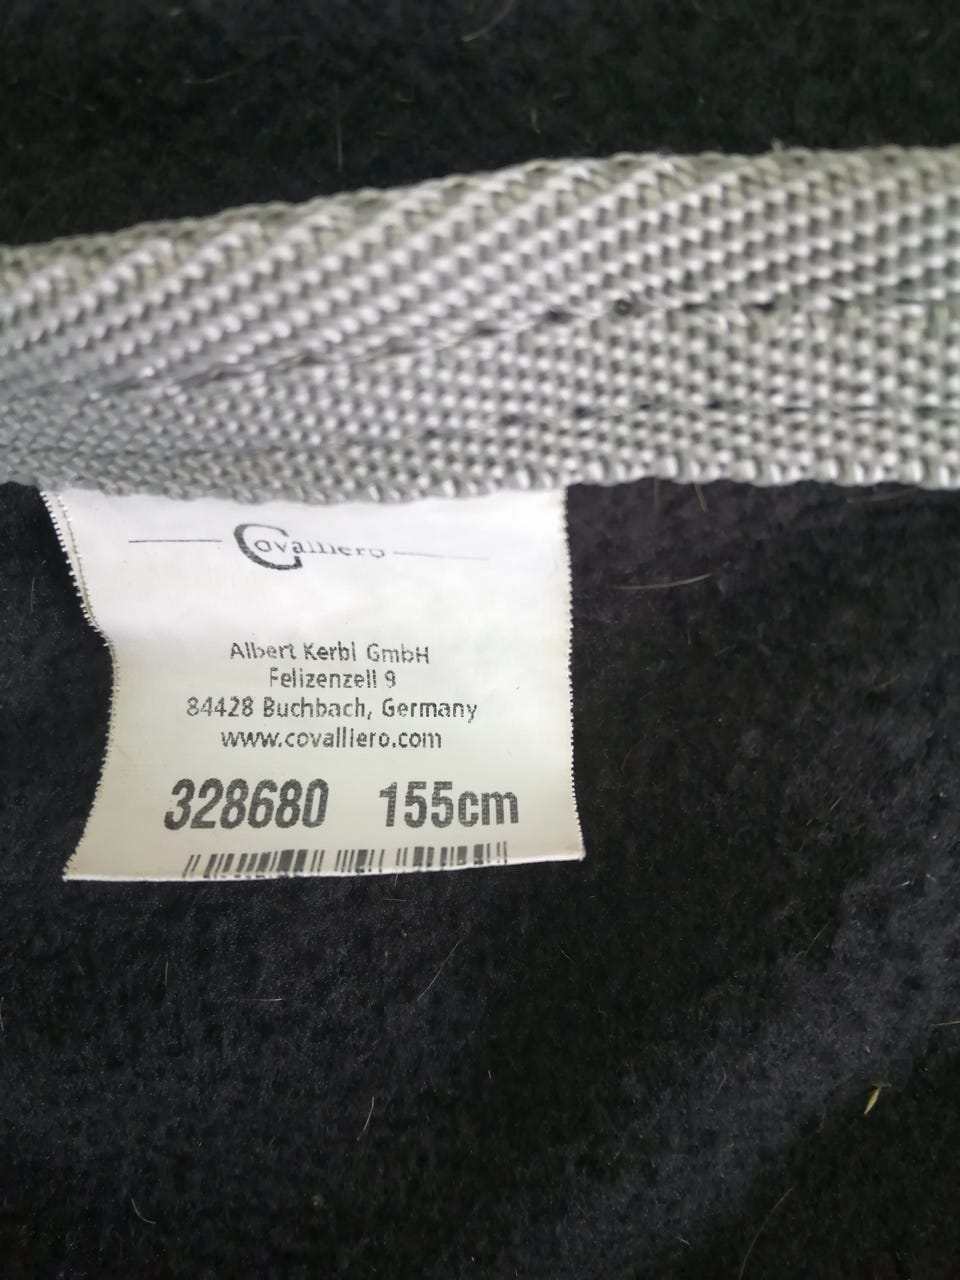 Covalliero
Albert Kerbl GmbH
Felizenzell 9
84428 Buchbach, Germany
www.covalliero.com
328680 155cm